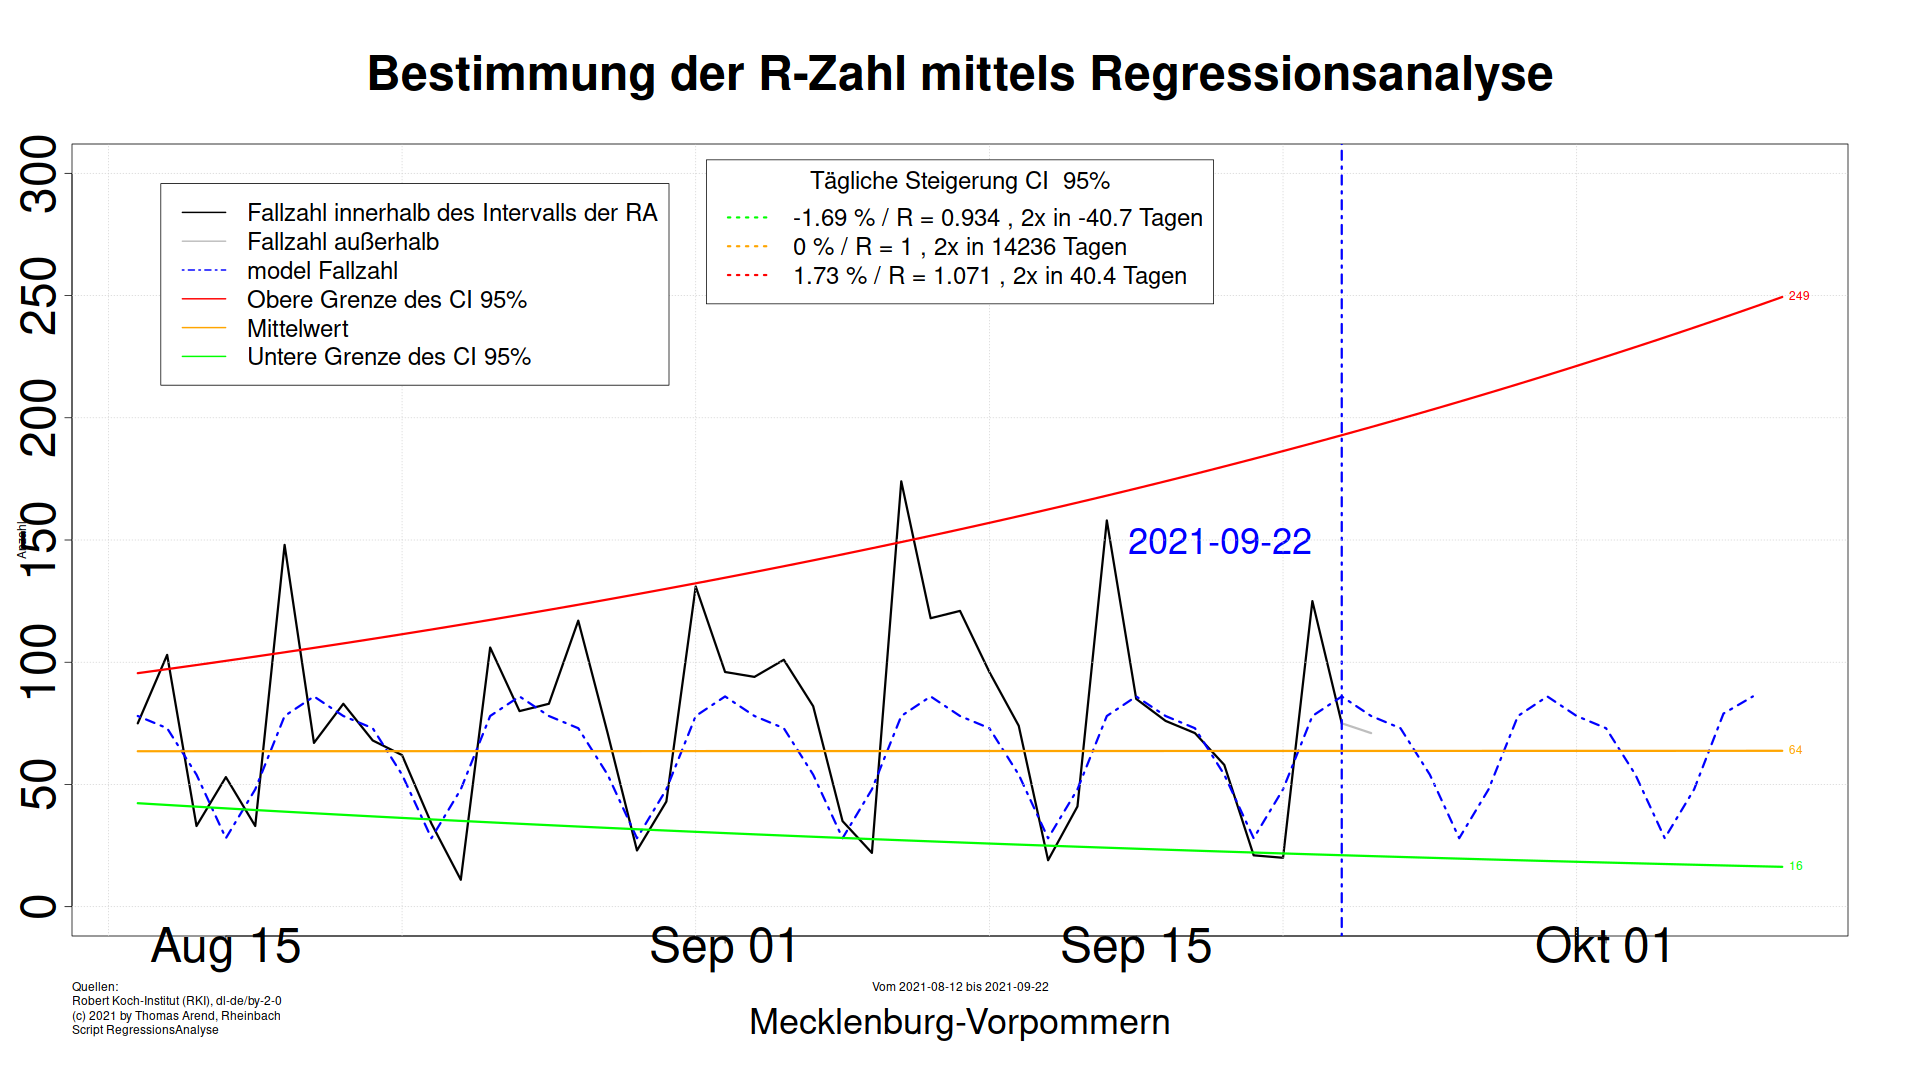 Bestimmung der R-Zahl mittels Regressionsanalyse
300
250
200
150
100
50
0
Anzahl
Fallzahl innerhalb des Intervalls der RA
Fallzahl außerhalb
model Fallzahl
Obere Grenze des CI 95%
Mittelwert
Untere Grenze des CI 95%
Tägliche Steigerung CI  95%
-1.69 % / R = 0.934 , 2x in -40.7 Tagen
0 % / R = 1 , 2x in 14236 Tagen
1.73 % / R = 1.071 , 2x in 40.4 Tagen
249
2021-09-22
64
16
Aug 15
Sep 01
Sep 15
Okt 01
Quellen:
Robert Koch-Institut (RKI), dl-de/by-2-0
(c) 2021 by Thomas Arend, Rheinbach
Script RegressionsAnalyse
Vom 2021-08-12 bis 2021-09-22
Mecklenburg-Vorpommern